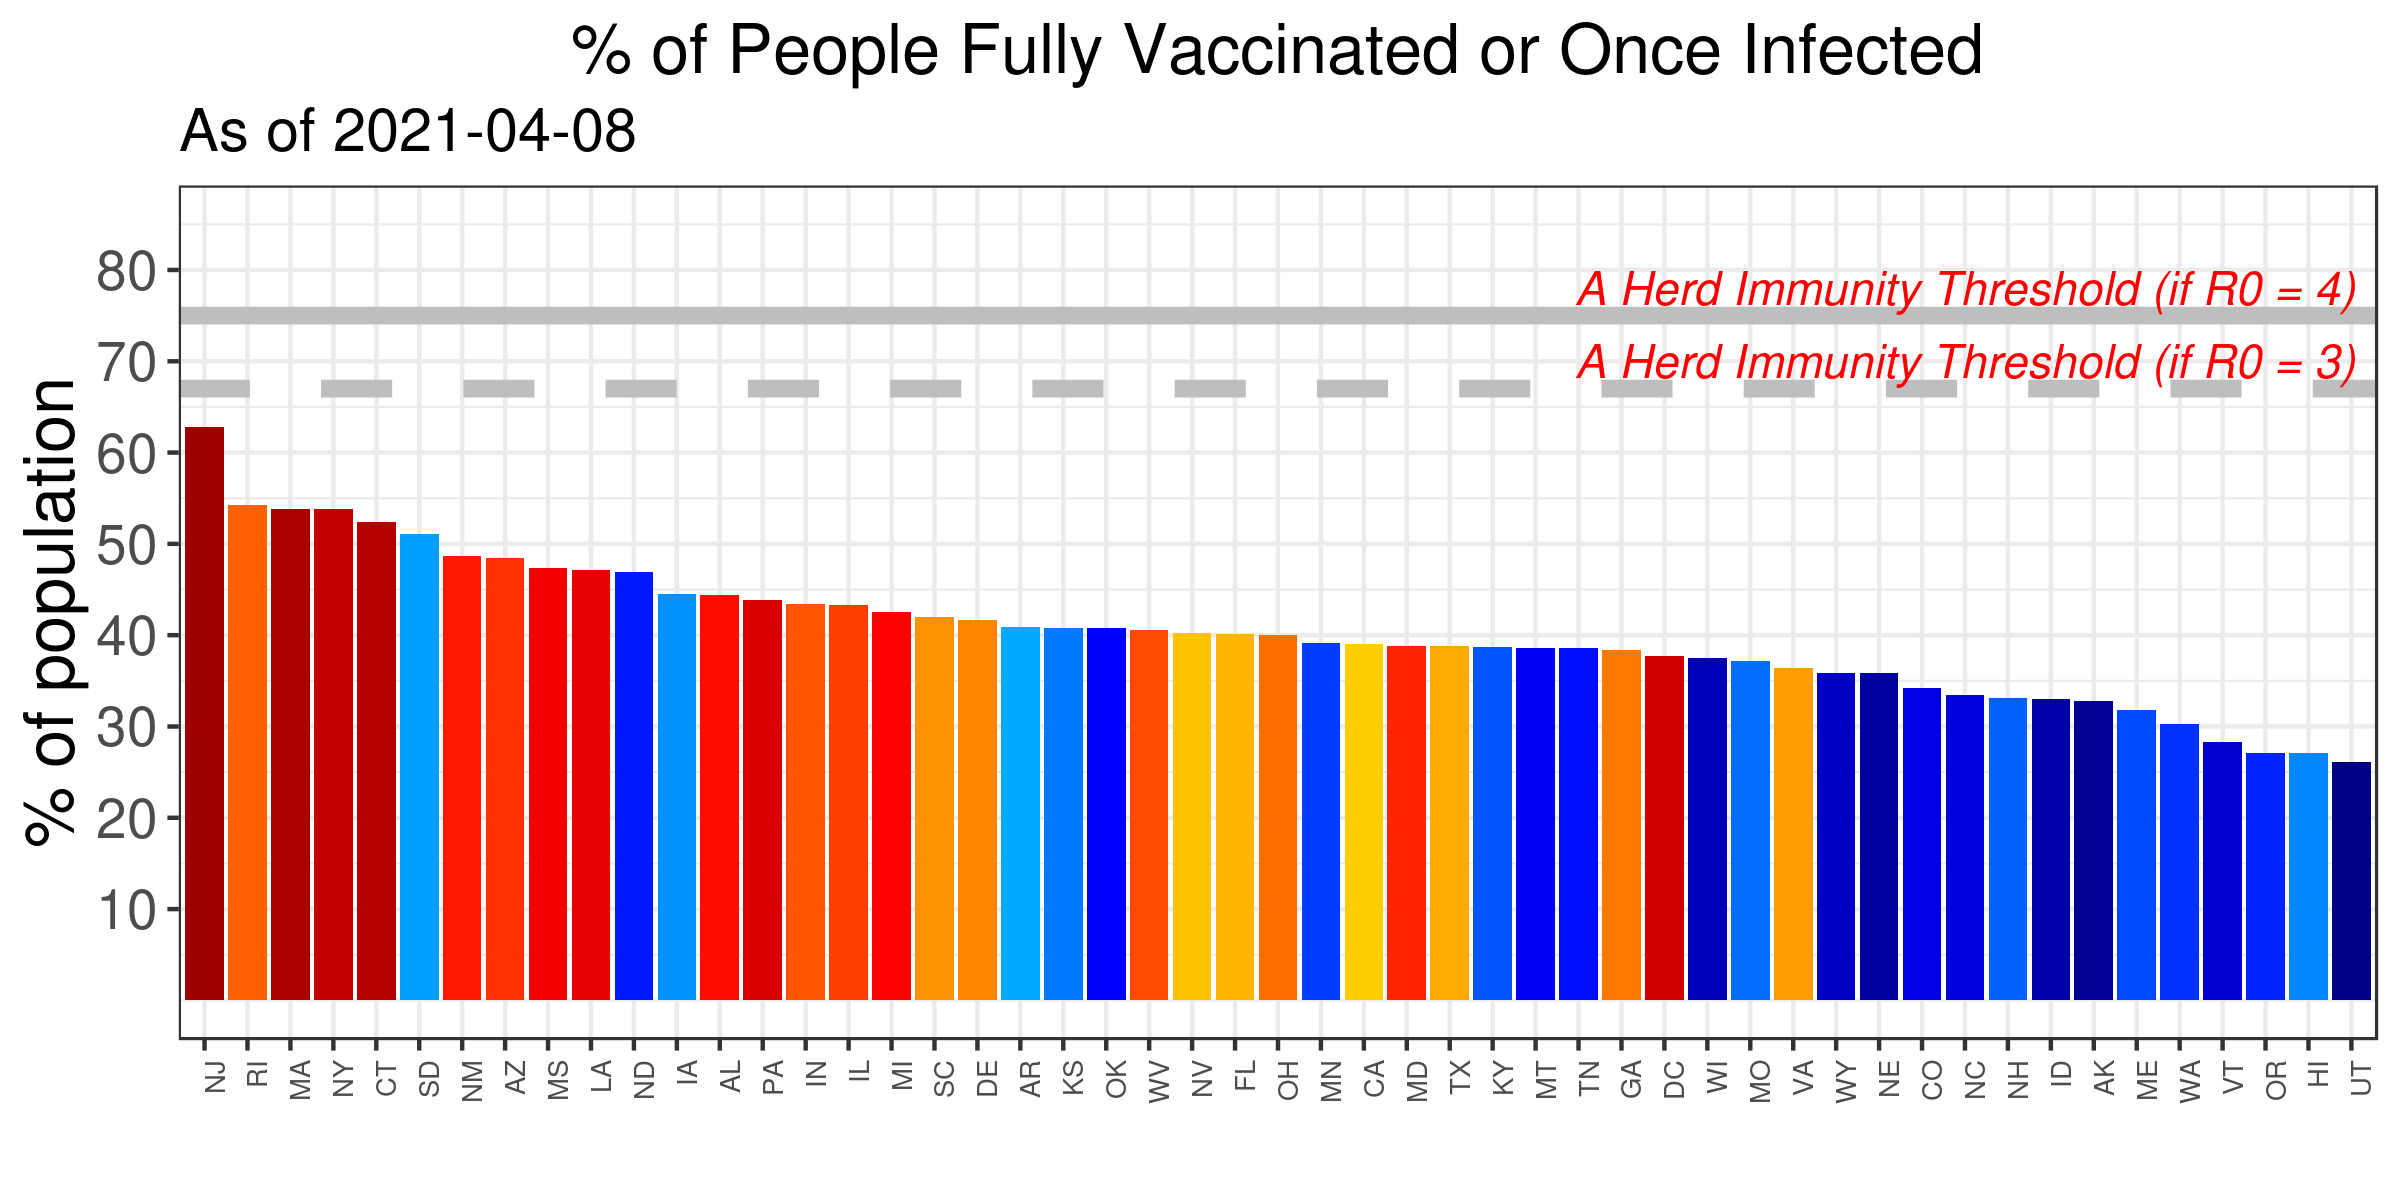 % of People Fully Vaccinated or Once Infected
As of 2021-04-08
% of population
80
70
60
50
40
30
20
10
A Herd Immunity Threshold (if R0 = 4)
A Herd Immunity Threshold (if R0 = 3)
NJ RI MA NY CT SD NM AZ MS LA ND IA AL PA IN IL MI SC DE AR KS OK WV NV FL OH MN CA MD TX KY MT TN GA DC WI MO VA WY NE CO NC NH ID AK ME WA VT OR HI UT